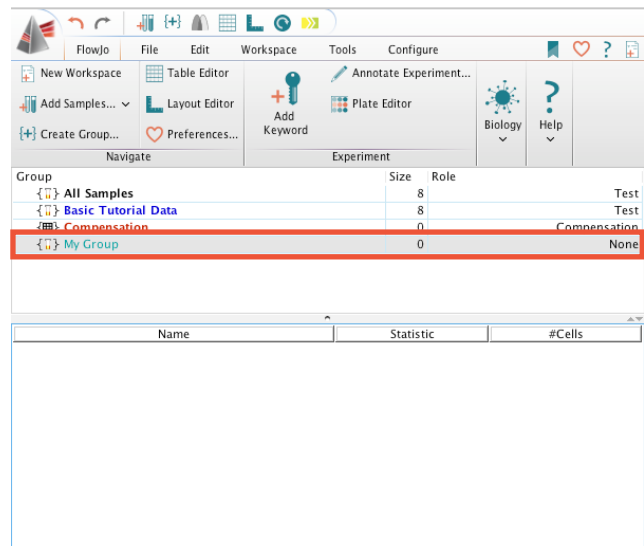 FlowJo File Edit Workspace Tools Configure
New Workspace Table Editor Annotate Experiment...
Add Samples... Layout Editor Plate Editor
Add Keyword
Biology Help
{+} Create Group... Preferences...
Navigate Experiment
Group Size Role
All Samples 8 Test
Basic Tutorial Data 8 Test
Compensation 0 Compensation
My Group 0 None
Name Statistic #Cells